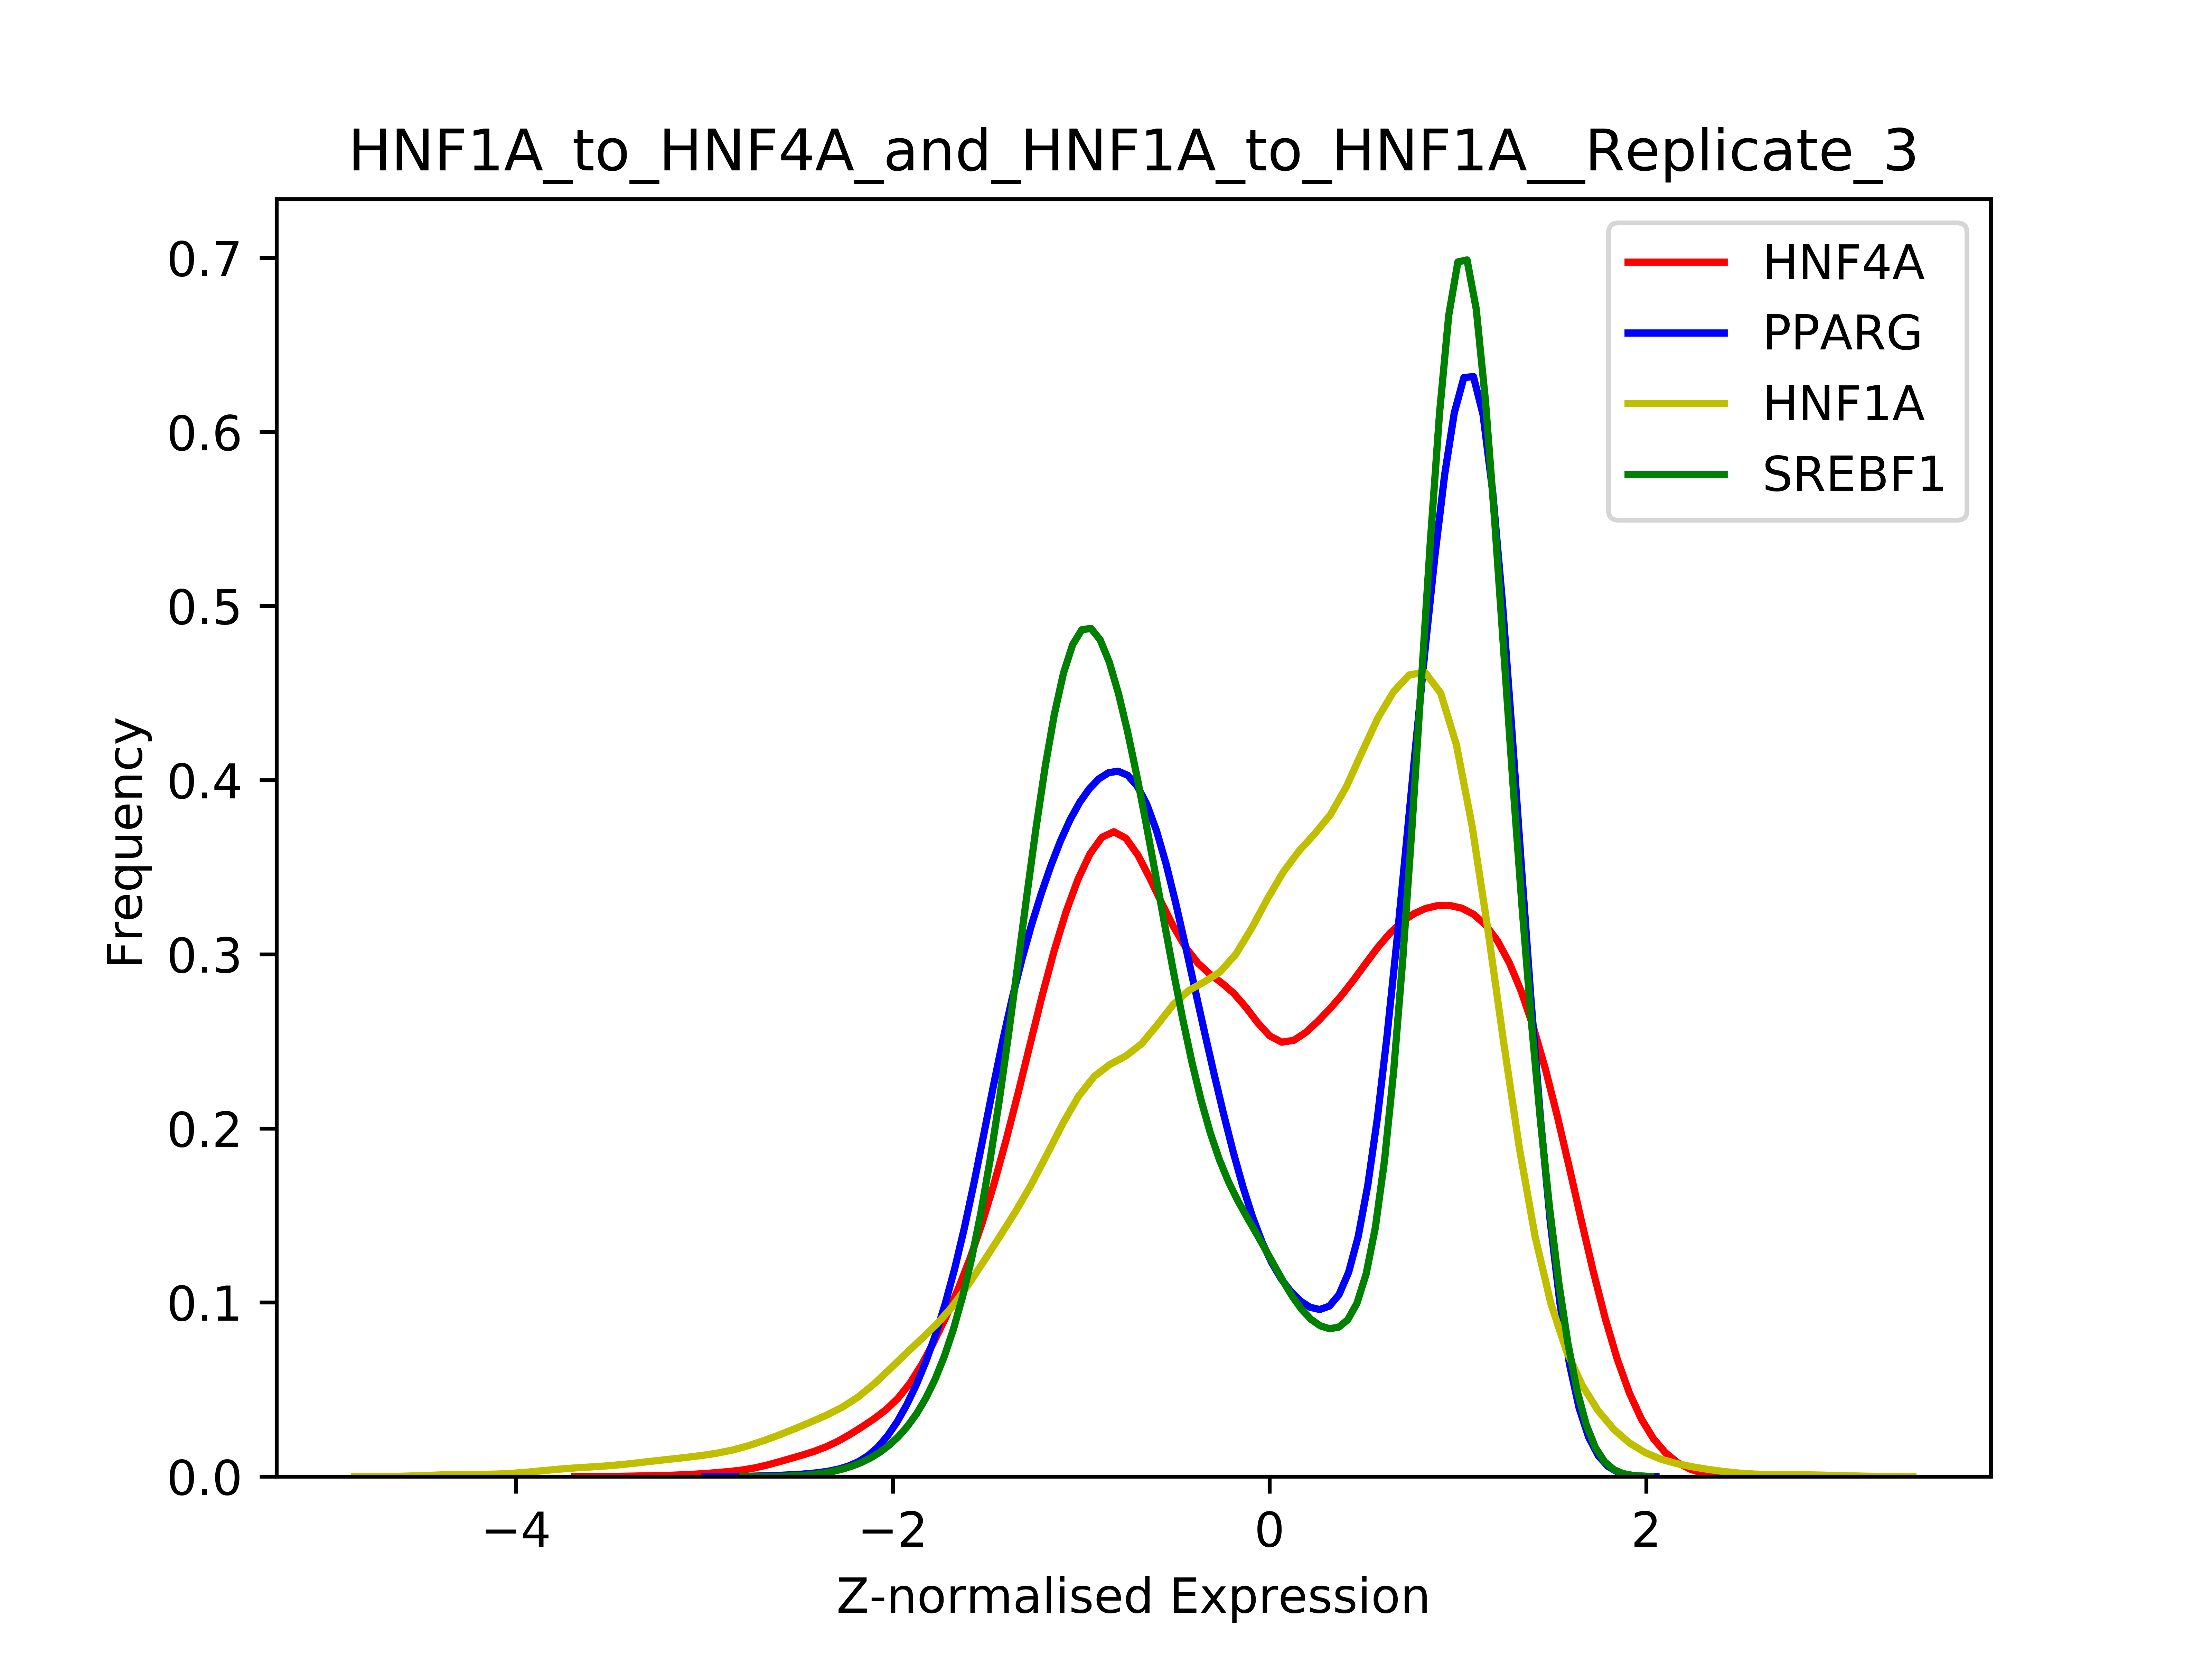 HNF1A_to_HNF4A_and_HNF1A_to_HNF1A__Replicate_3
HNF4A
PPARG
HNF1A
SREBF1
Frequency
0.7
0.6
0.5
0.4
0.3
0.2
0.1
0.0
−4 −2 0 2
Z-normalised Expression